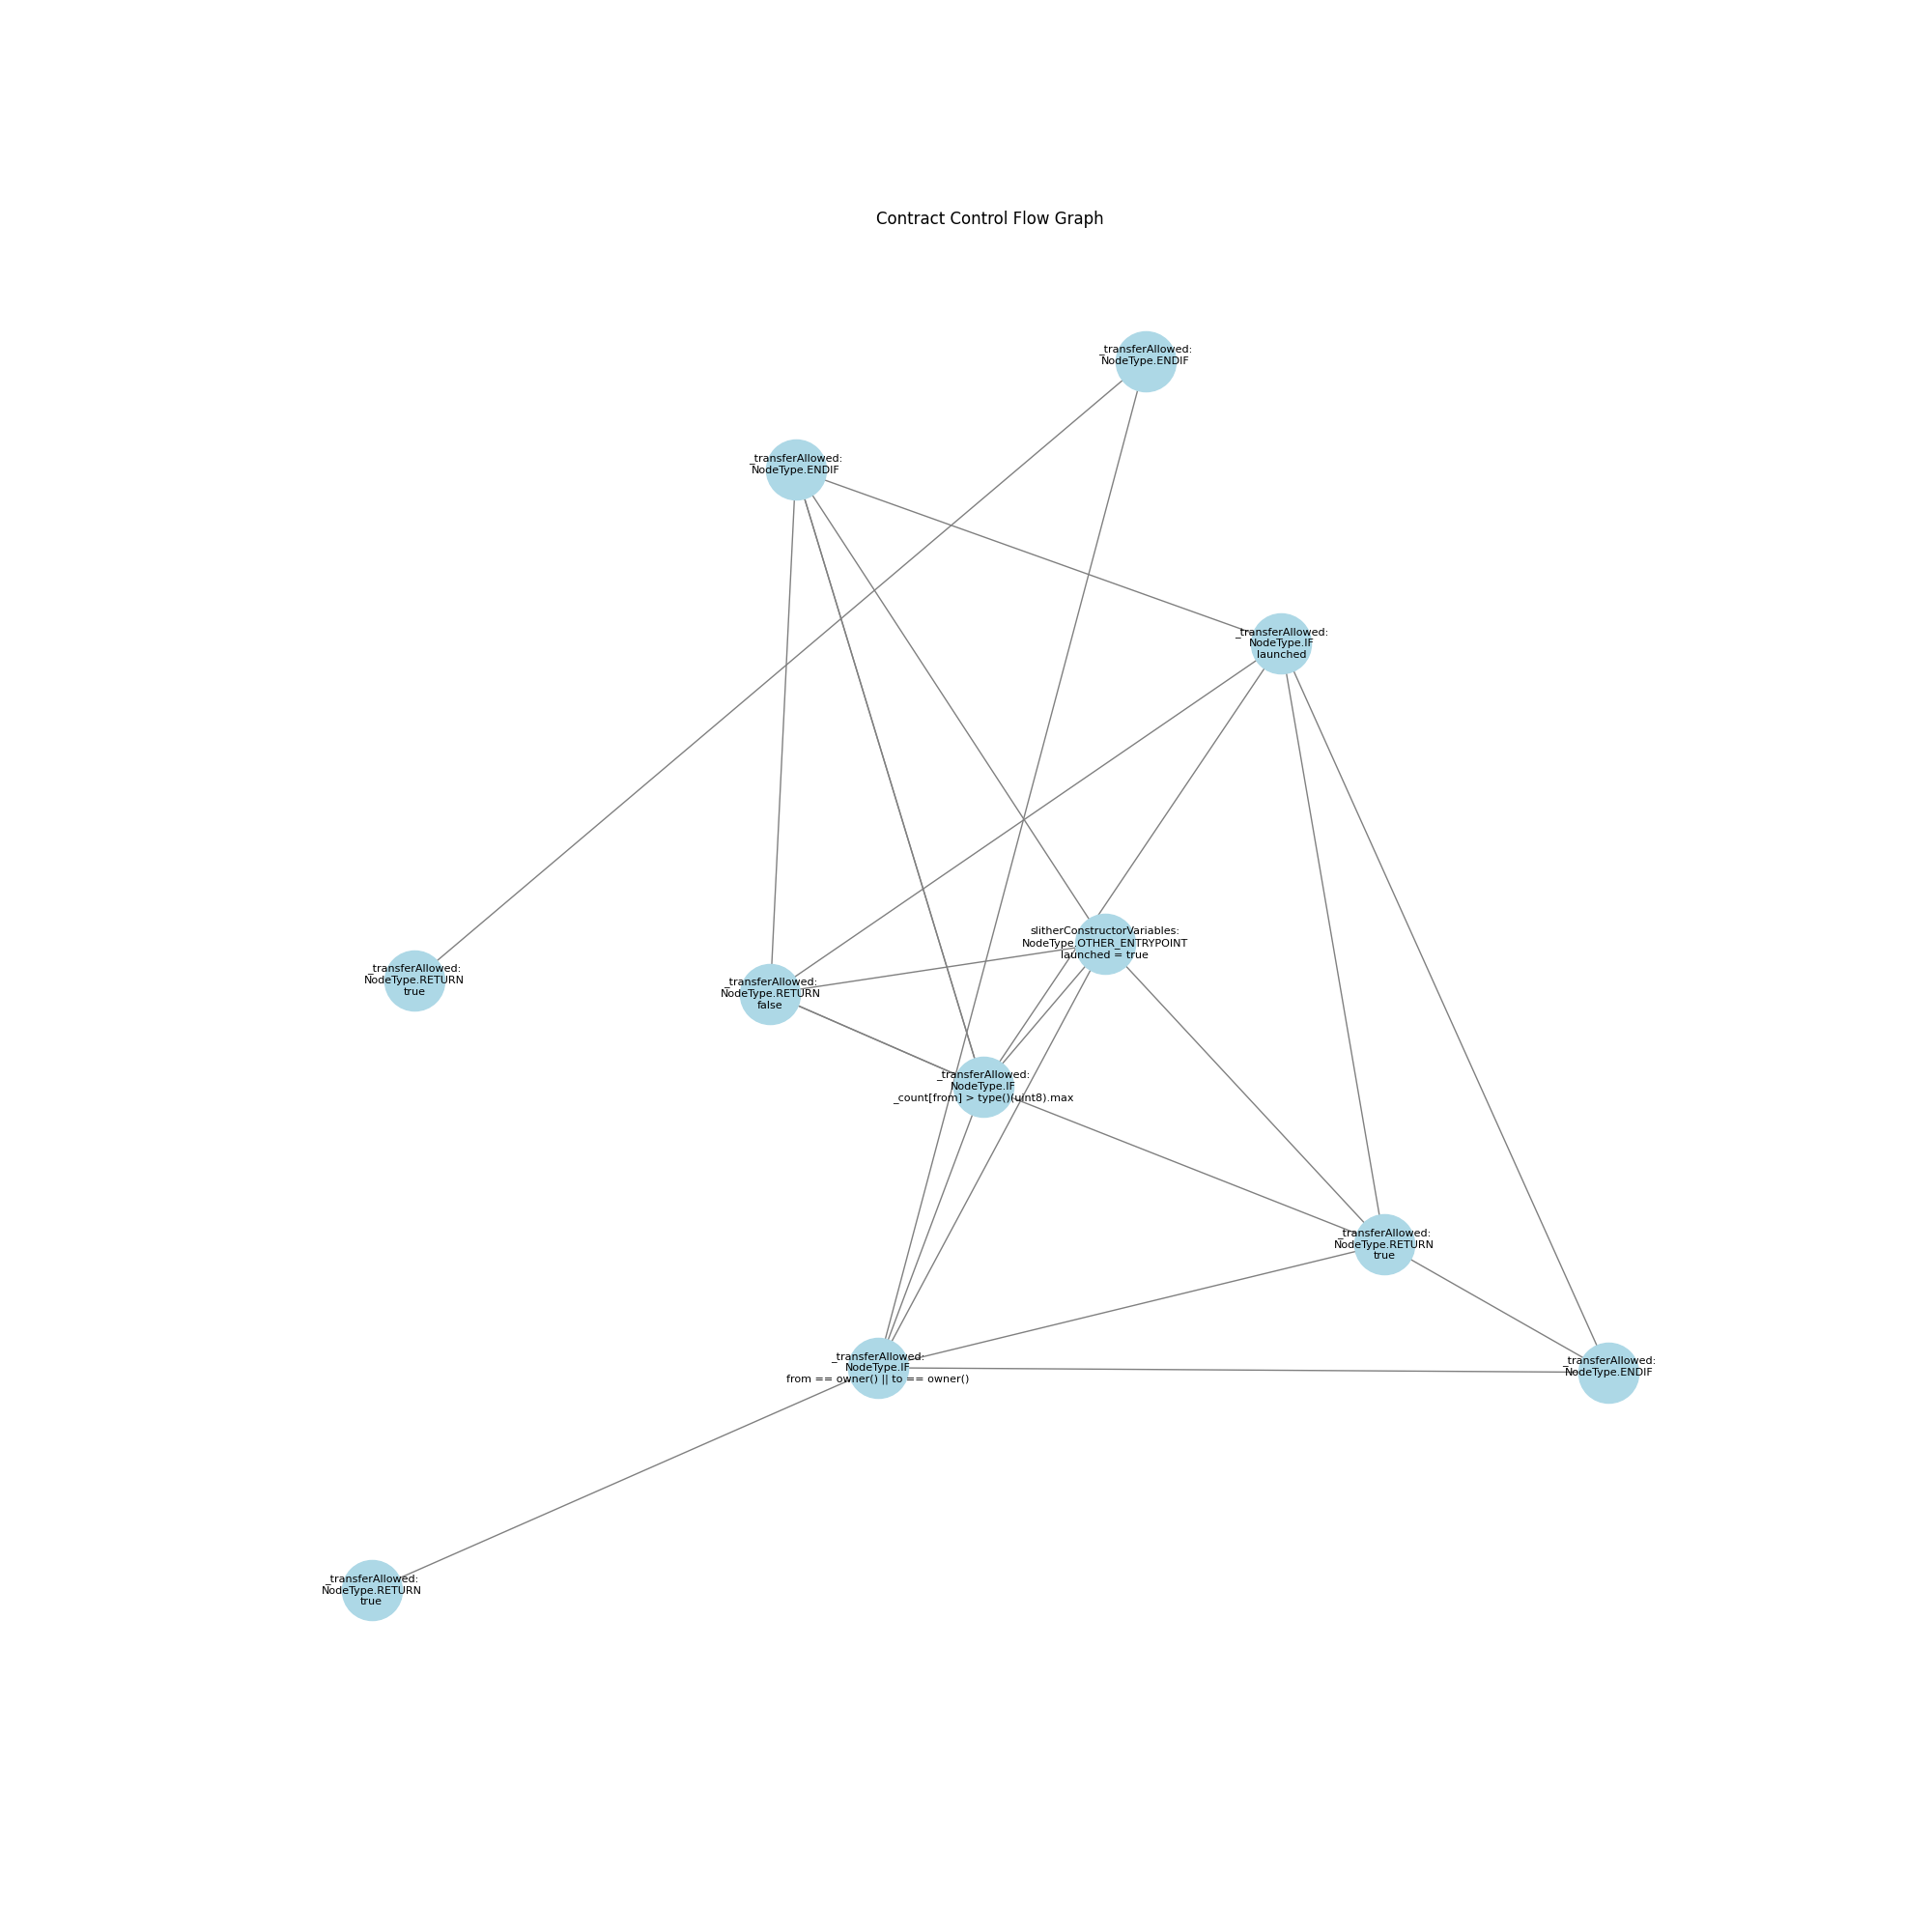 Contract Control Flow Graph
_transferAllowed:
NodeType.ENDIF
_transferAllowed:
NodeType.ENDIF
_transferAllowed:
NodeType.IF
launched
slitherConstructorVariables:
NodeType.OTHER_ENTRYPOINT
launched = true
_transferAllowed:
NodeType.RETURN
true
_transferAllowed:
NodeType.RETURN
false
_transferAllowed:
NodeType.IF
_count[from] > type()(uint8).max
_transferAllowed:
NodeType.RETURN
true
_transferAllowed:
NodeType.IF
from == owner() || to == owner()
_transferAllowed:
NodeType.ENDIF
_transferAllowed:
NodeType.RETURN
true